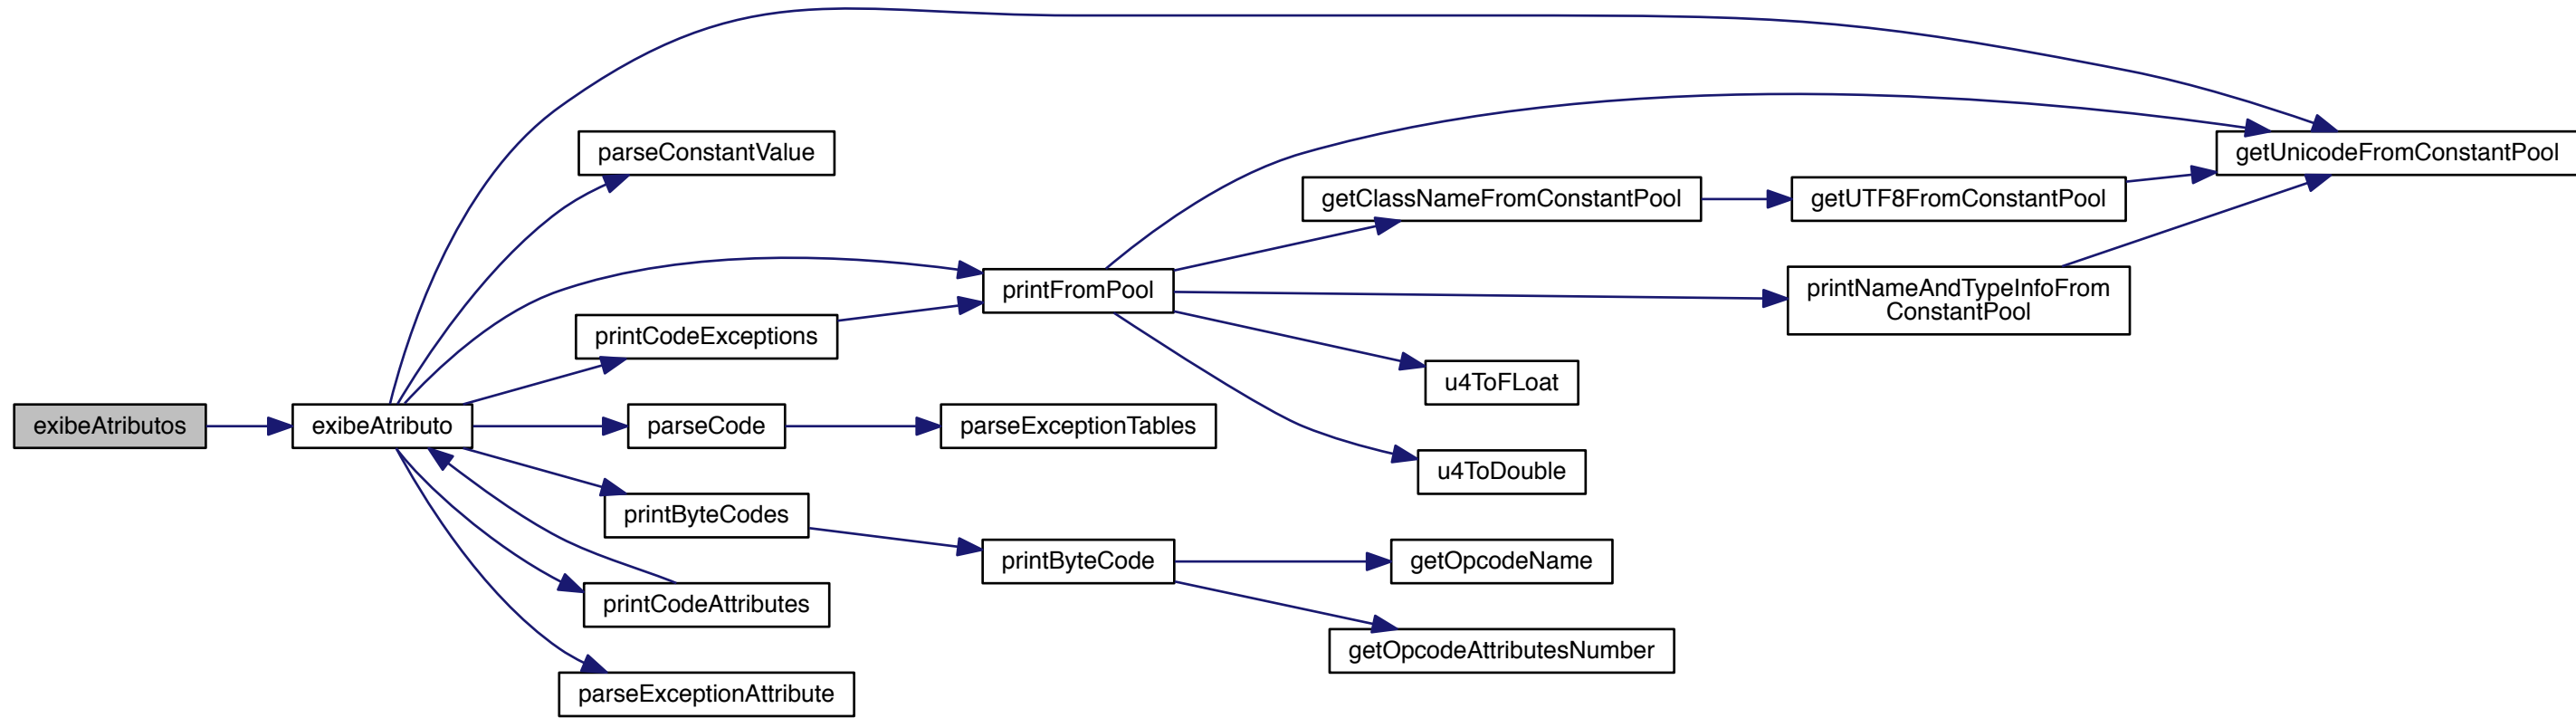 exibeAtributos
exibeAtributo
parseConstantValue
printCodeExceptions
parseCode
printByteCodes
printCodeAttributes
parseExceptionAttribute
printFromPool
parseExceptionTables
printByteCode
getClassNameFromConstantPool
u4ToFLoat
u4ToDouble
getOpcodeName
getOpcodeAttributesNumber
getUTF8FromConstantPool
printNameAndTypeInfoFrom
ConstantPool
getUnicodeFromConstantPool